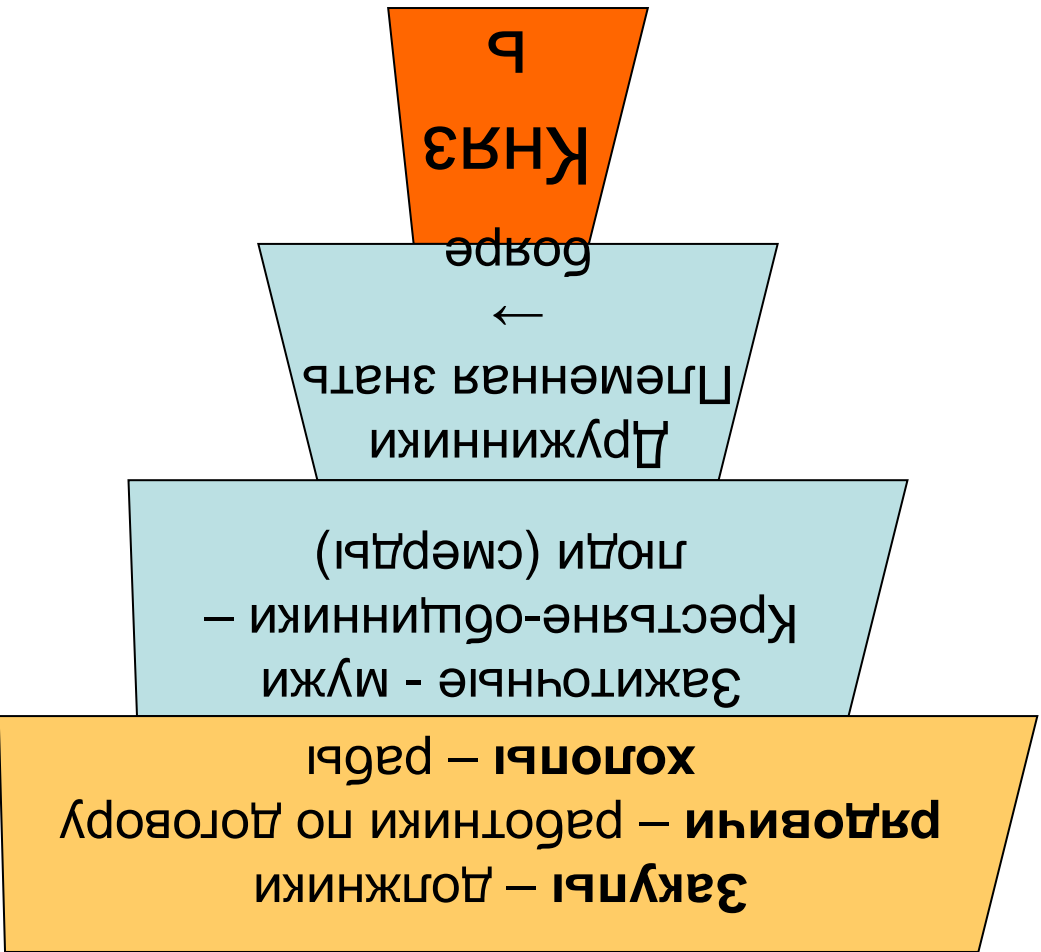 Закупы – должники
рядовичи – работники по договору
холопы – рабы
Зажиточные - мужи
Крестьяне-общинники –
люди (смерды)
Дружинники
Племенная знать
→
бояре
Княз
ь